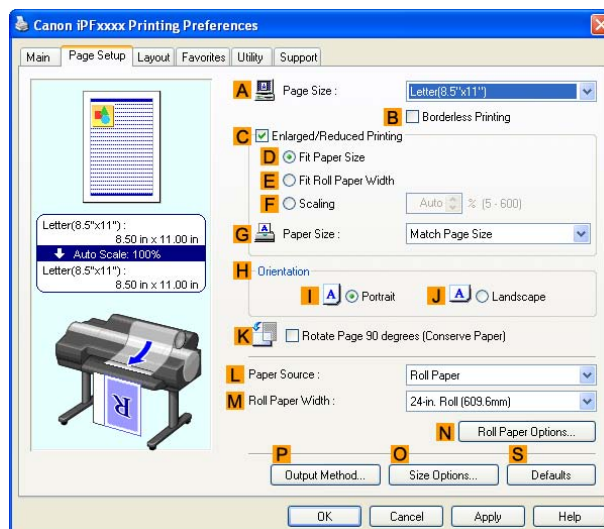 Canon iPFxxxx Printing Preferences
Main Page Setup Layout Favorites Utility Support
A Page Size : Letter(8.5"x11")
B Borderless Printing
C Enlarged/Reduced Printing
D Fit Paper Size
E Fit Roll Paper Width
F Scaling Auto % (5 - 600)
G Paper Size : Match Page Size
Letter(8.5"x11") :
8.50 in x 11.00 in
Auto Scale: 100%
Letter(8.5"x11") :
8.50 in x 11.00 in
H Orientation
I A Portrait J A Landscape
K Rotate Page 90 degrees (Conserve Paper)
L Paper Source : Roll Paper
M Roll Paper Width : 24-in. Roll (609.6mm)
R
N Roll Paper Options...
P O S
Output Method... Size Options... Defaults
OK Cancel Apply Help